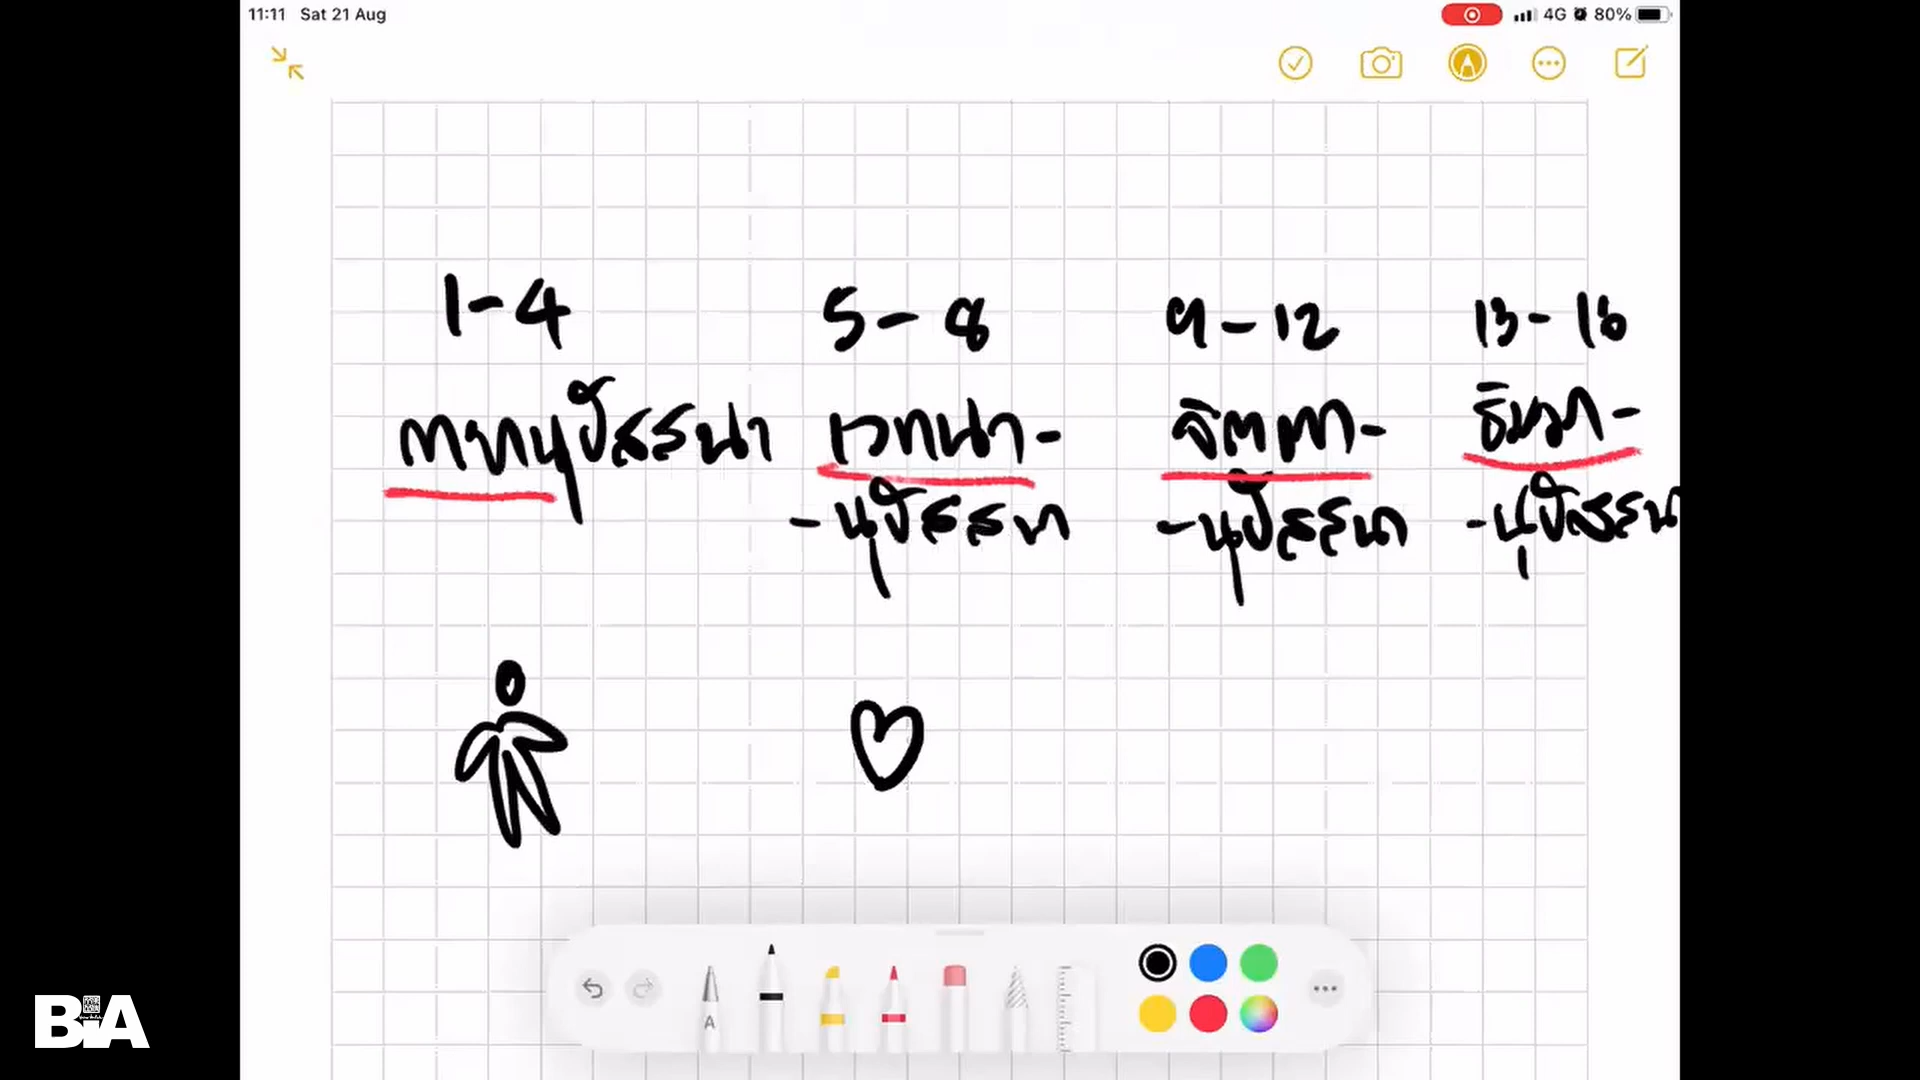 11:11 Sat 21 Aug
4G 80%
1-4 5-8 9-12 13-16
กายานุปัสสนา เวทนา- จิตตา- ธัมมา-
-นุปัสสนา -นุปัสสนา -นุปัสสนา
A
BiA